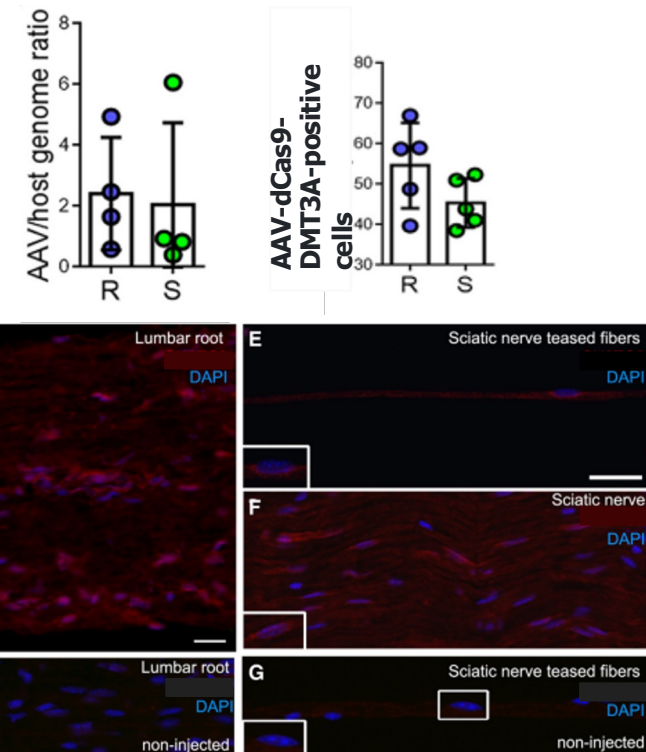 AAV/host genome ratio
8
6
4
2
0
R
S
AAV-dCas9-
DMT3A-positive
cells
80
70
60
50
40
30
R
S
Lumbar root
DAPI
E
Sciatic nerve teased fibers
DAPI
F
Sciatic nerve
DAPI
Lumbar root
DAPI
non-injected
G
Sciatic nerve teased fibers
DAPI
non-injected